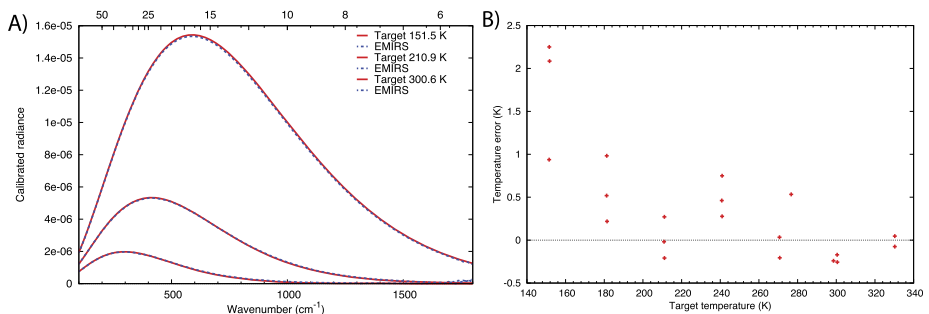 A)
50 25 15 10 8 6
1.6e-05
1.4e-05
1.2e-05
1e-05
8e-06
6e-06
4e-06
2e-06
0
Calibrated radiance
Target 151.5 K
EMIRS
Target 210.9 K
EMIRS
Target 300.6 K
EMIRS
500 1000 1500
Wavenumber (cm⁻¹)
B)
2.5
2
1.5
1
0.5
0
-0.5
Temperature error (K)
140 160 180 200 220 240 260 280 300 320 340
Target temperature (K)